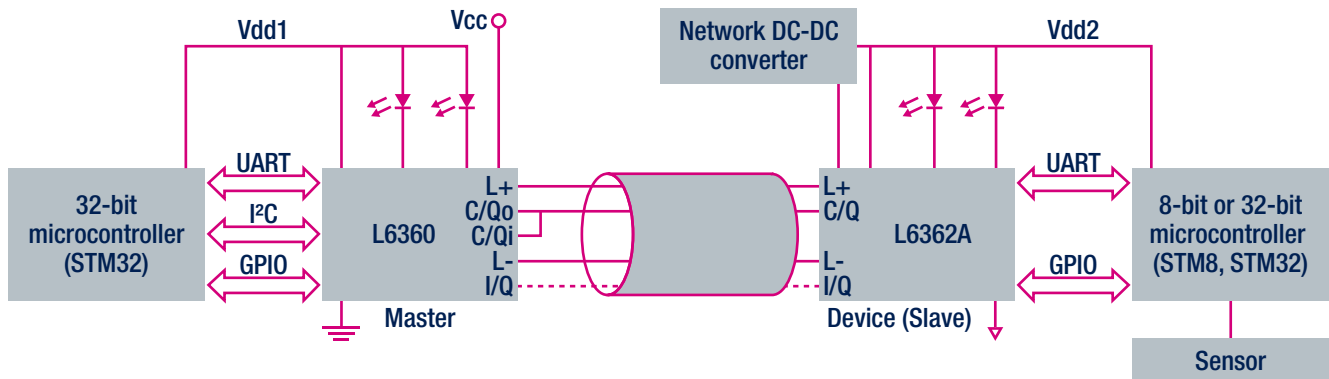 Vdd1
Vcc
Network DC-DC
converter
Vdd2
32-bit
microcontroller
(STM32)
UART
I²C
GPIO
L6360
L+
C/Qo
C/Qi
L-
I/Q
Master
L+
C/Q
L-
I/Q
L6362A
Device (Slave)
UART
GPIO
8-bit or 32-bit
microcontroller
(STM8, STM32)
Sensor